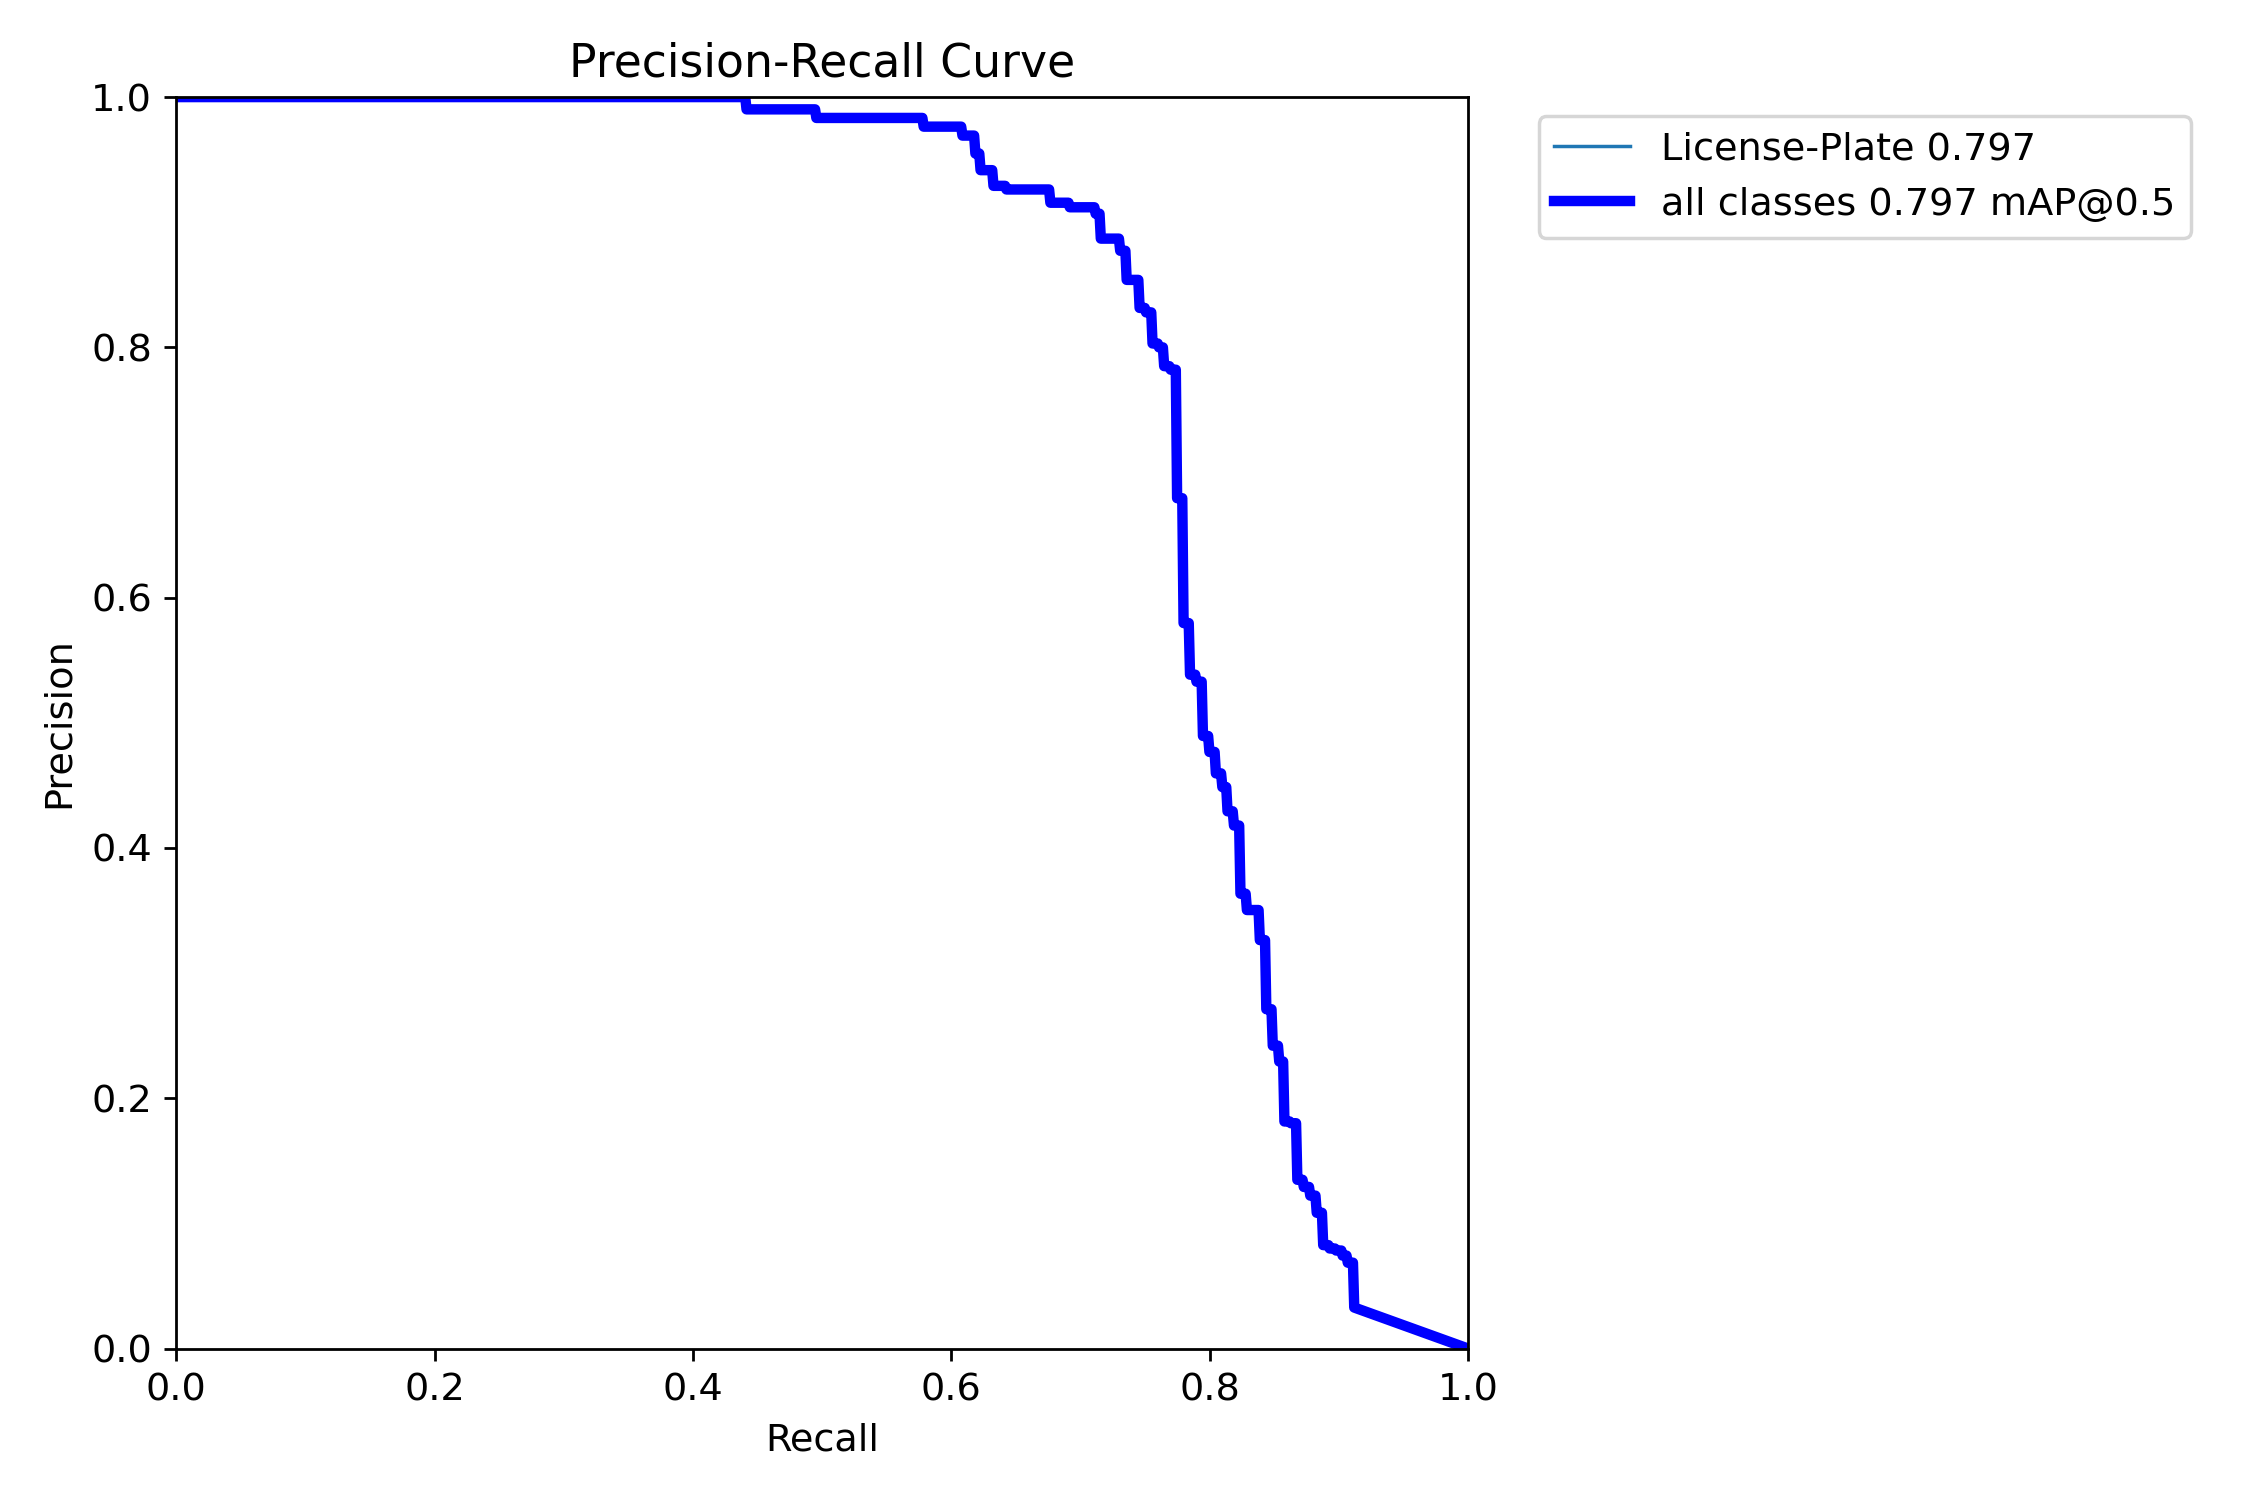 Precision-Recall Curve
1.0
0.8
0.6
0.4
0.2
0.0
Precision
0.0 0.2 0.4 0.6 0.8 1.0
Recall
License-Plate 0.797
all classes 0.797 mAP@0.5